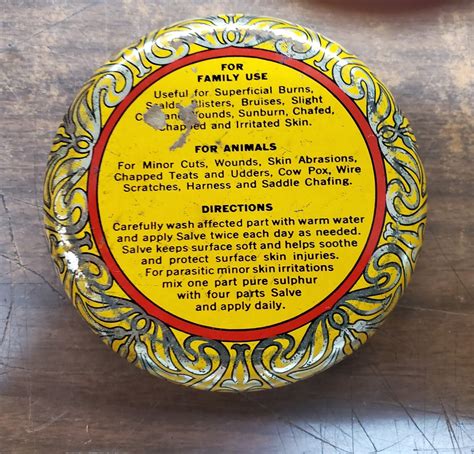 FOR
FAMILY USE
Useful for Superficial Burns,
Scalds, Blisters, Bruises, Slight
Cuts and Wounds, Sunburn, Chafed,
Chapped and Irritated Skin.
FOR ANIMALS
For Minor Cuts, Wounds, Skin Abrasions,
Chapped Teats and Udders, Cow Pox, Wire
Scratches, Harness and Saddle Chafing.
DIRECTIONS
Carefully wash affected part with warm water
and apply Salve twice each day as needed.
Salve keeps surface soft and helps soothe
and protect surface skin injuries.
For parasitic minor skin irritations
mix one part pure sulphur
with four parts Salve
and apply daily.